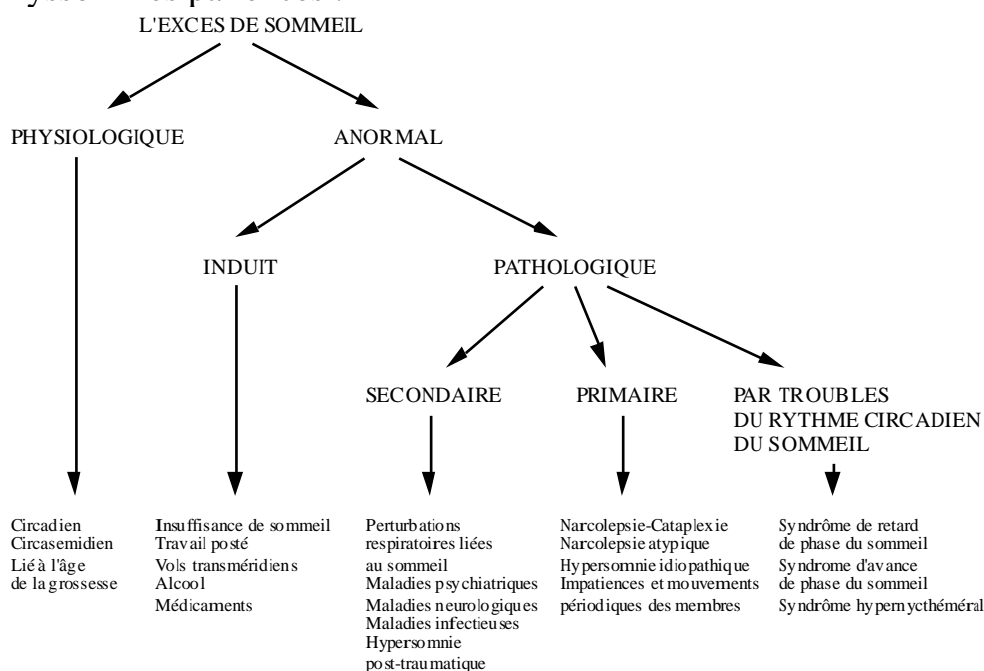 L'EXCES DE SOMMEIL
PHYSIOLOGIQUE
ANORMAL
INDUIT
PATHOLOGIQUE
SECONDAIRE
PRIMAIRE
PAR TROUBLES
DU RYTHME CIRCADIEN
DU SOMMEIL
Circadien
Circasemidien
Lié à l'âge
de la grossesse
Insuffisance de sommeil
Travail posté
Vols transméridiens
Alcool
Médicaments
Perturbations
respiratoires liées
au sommeil
Maladies psychiatriques
Maladies neurologiques
Maladies infectieuses
Hypersomnie
post-traumatique
Narcolepsie-Cataplexie
Narcolepsie atypique
Hypersomnie idiopathique
Impatiences et mouvements
périodiques des membres
Syndrôme de retard
de phase du sommeil
Syndrome d'avance
de phase du sommeil
Syndrôme hypernycthéméral